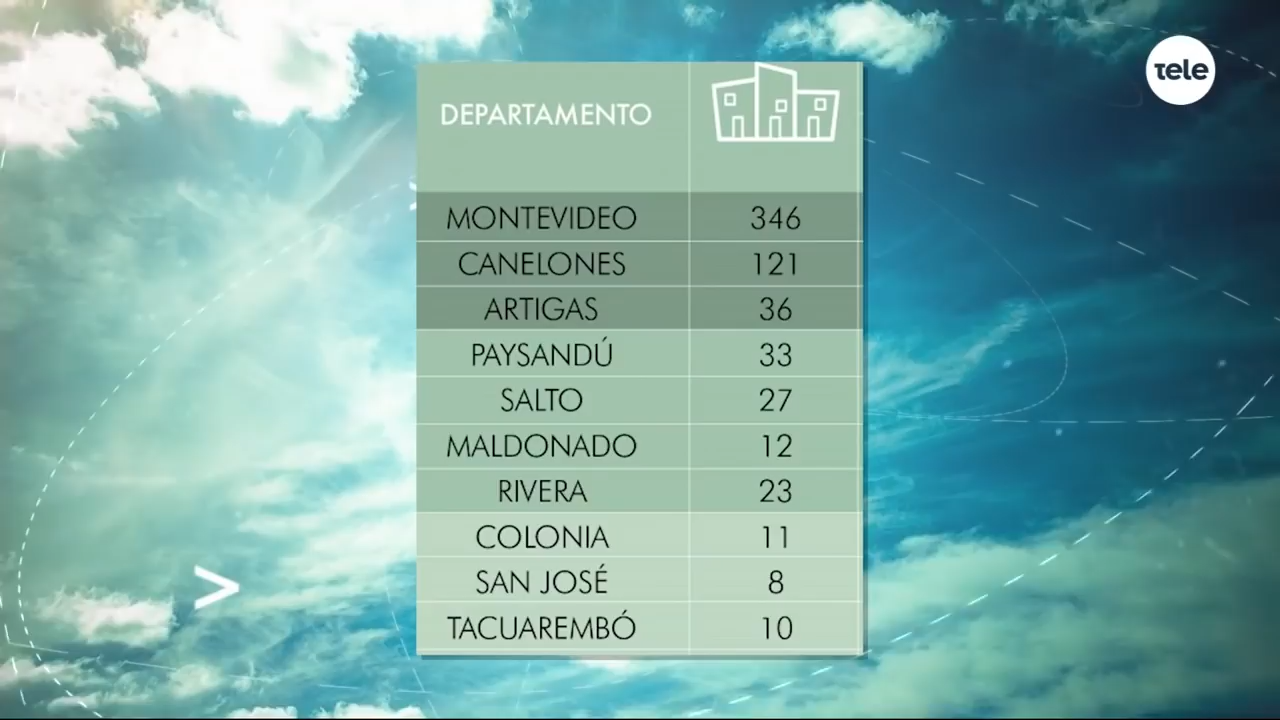 DEPARTAMENTO
MONTEVIDEO 346
CANELONES 121
ARTIGAS 36
PAYSANDÚ 33
SALTO 27
MALDONADO 12
RIVERA 23
COLONIA 11
SAN JOSÉ 8
TACUAREMBÓ 10
tele